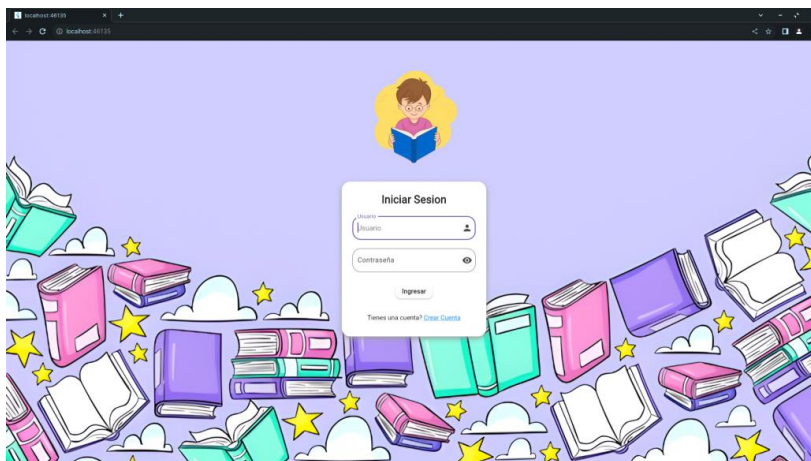 localhost:46135
localhost:46135
Iniciar Sesion
Usuario
Usuario
Contraseña
Ingresar
Tienes una cuenta? Crear Cuenta